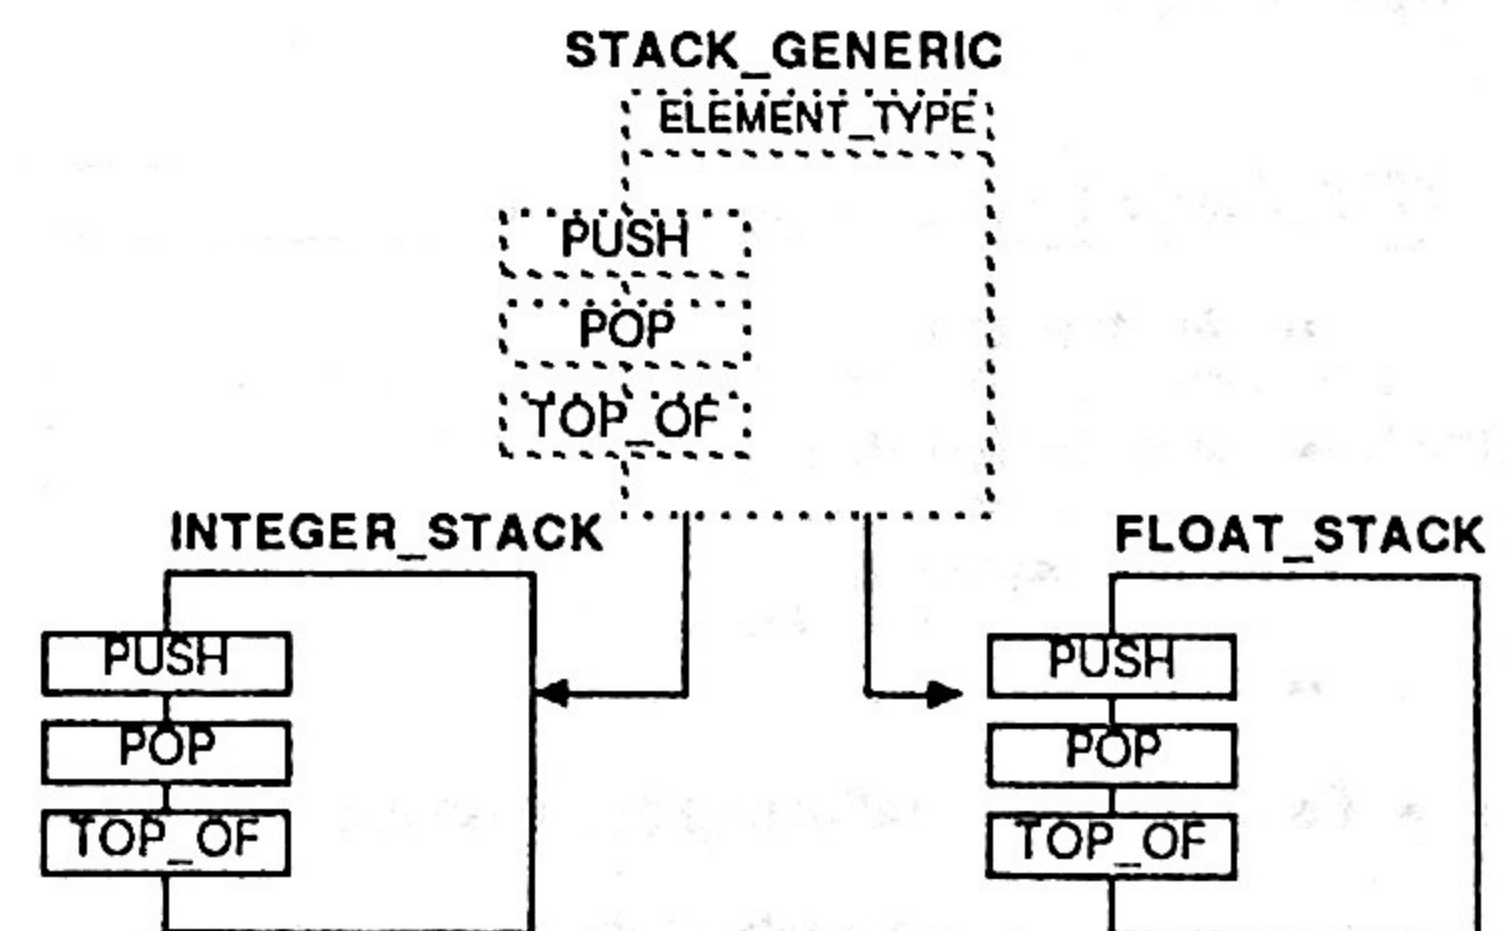 STACK_GENERIC
ELEMENT_TYPE
PUSH
POP
TOP_OF
INTEGER_STACK
PUSH
POP
TOP_OF
FLOAT_STACK
PUSH
POP
TOP_OF